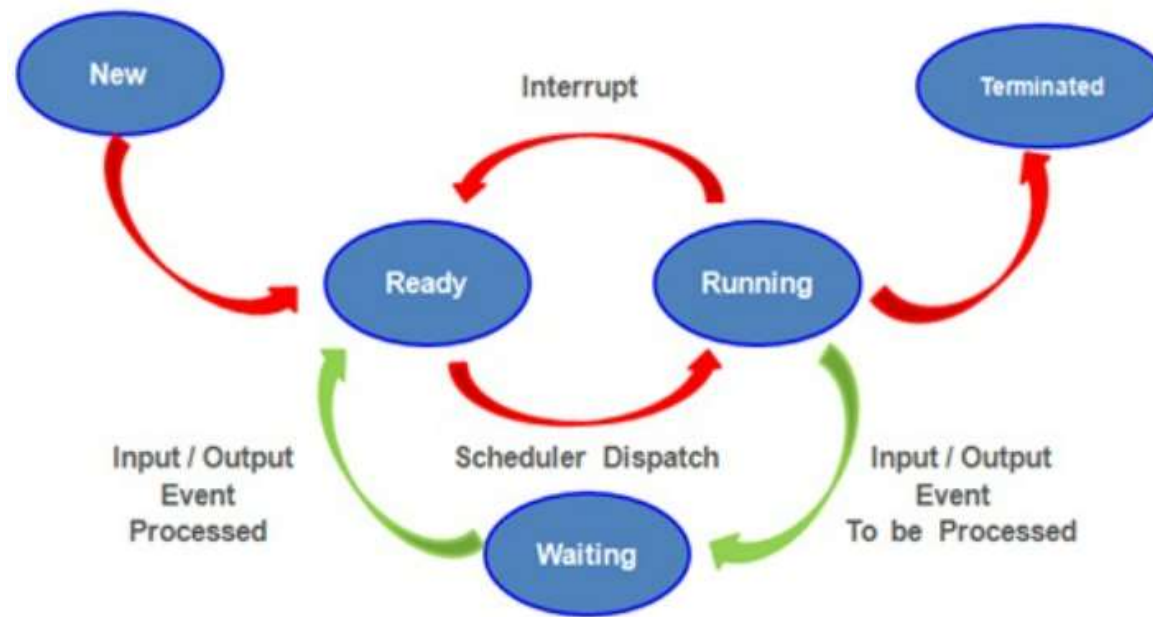 New
Interrupt
Terminated
Ready
Running
Input / Output
Event
Processed
Scheduler Dispatch
Input / Output
Event
To be Processed
Waiting